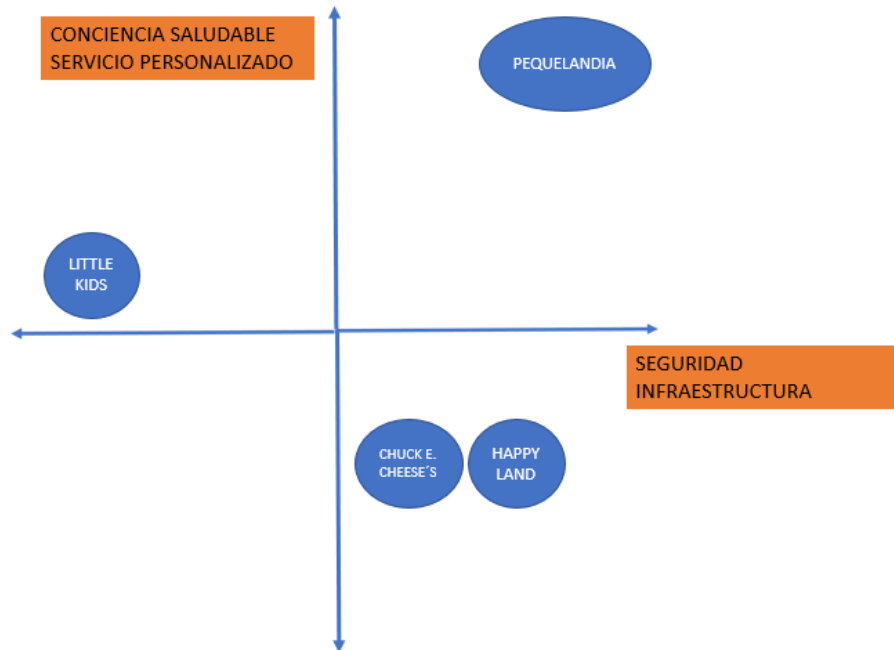 CONCIENCIA SALUDABLE
SERVICIO PERSONALIZADO
PEQUELANDIA
LITTLE
KIDS
SEGURIDAD
INFRAESTRUCTURA
CHUCK E.
CHEESE´S
HAPPY
LAND